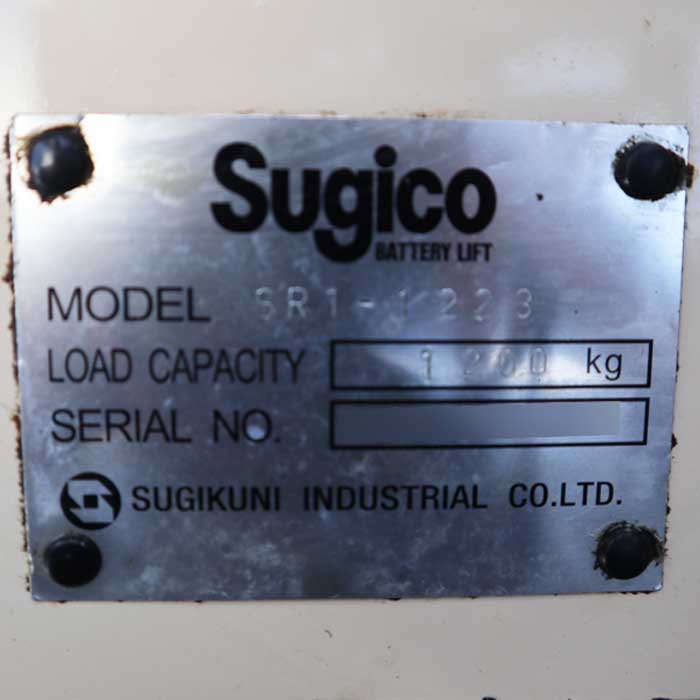 Sugico
BATTERY LIFT
MODEL SR1-1223
LOAD CAPACITY 1200 kg
SERIAL NO.
SUGIKUNI INDUSTRIAL CO.LTD.